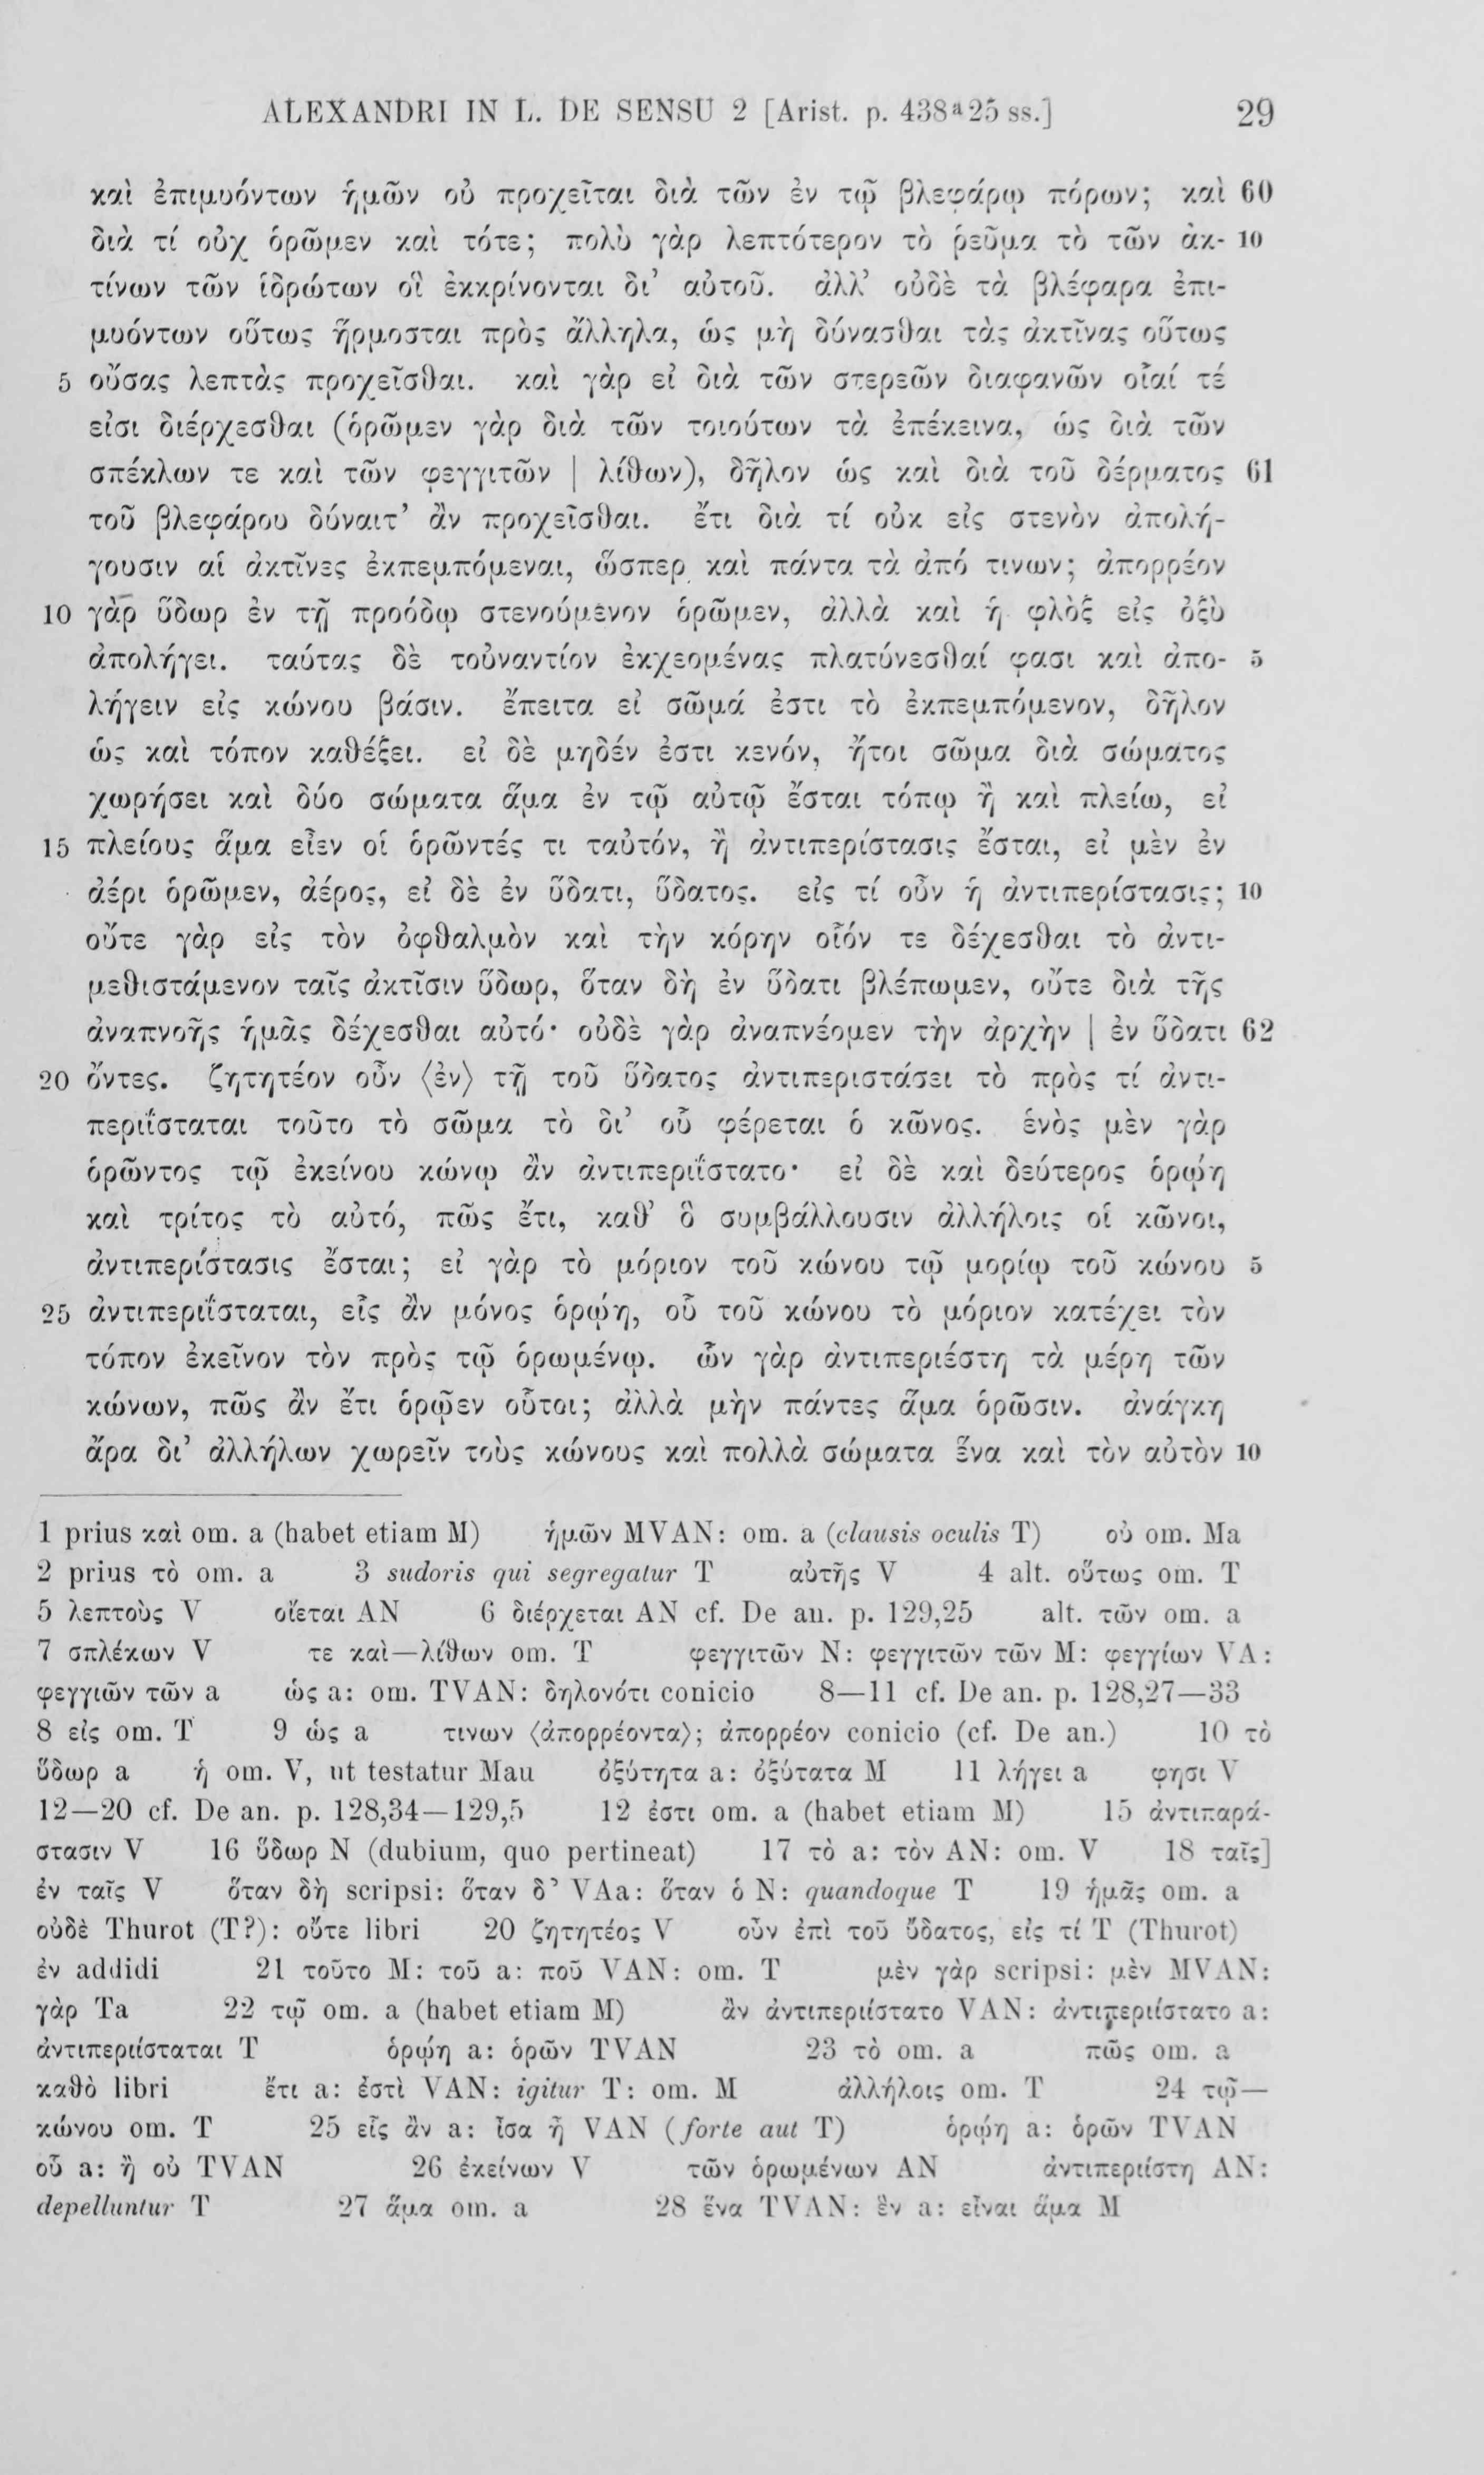 ALEXANDRI IN L. DE SENSU 2 [Arist. p. 438ᵃ25 ss.] 29
καὶ ἐπιμυόντων ἡμῶν οὐ προχεῖται διὰ τῶν ἐν τῷ βλεφάρῳ πόρων; καὶ 60
διὰ τί οὐχ ὁρῶμεν καὶ τότε; πολὺ γὰρ λεπτότερον τὸ ῥεῦμα τὸ τῶν ἀκ- 10
τίνων τῶν ἱδρώτων οἳ ἐκκρίνονται δι’ αὐτοῦ. ἀλλ’ οὐδὲ τὰ βλέφαρα ἐπι-
μυόντων οὕτως ἥρμοσται πρὸς ἄλληλα, ὡς μὴ δύνασθαι τὰς ἀκτῖνας οὕτως
5 οὔσας λεπτὰς προχεῖσθαι. καὶ γὰρ εἰ διὰ τῶν στερεῶν διαφανῶν οἷαί τέ
εἰσι διέρχεσθαι (ὁρῶμεν γὰρ διὰ τῶν τοιούτων τὰ ἐπέκεινα, ὡς διὰ τῶν
σπέκλων τε καὶ τῶν φεγγιτῶν | λίθων), δῆλον ὡς καὶ διὰ τοῦ δέρματος 61
τοῦ βλεφάρου δύναιτ’ ἂν προχεῖσθαι. ἔτι διὰ τί οὐκ εἰς στενὸν ἀπολή-
γουσιν αἱ ἀκτῖνες ἐκπεμπόμεναι, ὥσπερ καὶ πάντα τὰ ἀπό τινων; ἀπορρέον
10 γὰρ ὕδωρ ἐν τῇ προόδῳ στενούμενον ὁρῶμεν, ἀλλὰ καὶ ἡ φλὸξ εἰς ὀξὺ
ἀπολήγει. ταύτας δὲ τοὐναντίον ἐκχεομένας πλατύνεσθαί φασι καὶ ἀπο- 5
λήγειν εἰς κώνου βάσιν. ἔπειτα εἰ σῶμά ἐστι τὸ ἐκπεμπόμενον, δῆλον
ὡς καὶ τόπον καθέξει. εἰ δὲ μηδέν ἐστι κενόν, ἤτοι σῶμα διὰ σώματος
χωρήσει καὶ δύο σώματα ἅμα ἐν τῷ αὐτῷ ἔσται τόπῳ ἢ καὶ πλείω, εἰ
15 πλείους ἅμα εἶεν οἱ ὁρῶντές τι ταὐτόν, ἢ ἀντιπερίστασις ἔσται, εἰ μὲν ἐν
ἀέρι ὁρῶμεν, ἀέρος, εἰ δὲ ἐν ὕδατι, ὕδατος. εἰς τί οὖν ἡ ἀντιπερίστασις; 10
οὔτε γὰρ εἰς τὸν ὀφθαλμὸν καὶ τὴν κόρην οἷόν τε δέχεσθαι τὸ ἀντι-
μεθιστάμενον ταῖς ἀκτῖσιν ὕδωρ, ὅταν δὴ ἐν ὕδατι βλέπωμεν, οὔτε διὰ τῆς
ἀναπνοῆς ἡμᾶς δέχεσθαι αὐτό· οὐδὲ γὰρ ἀναπνέομεν τὴν ἀρχὴν | ἐν ὕδατι 62
20 ὄντες. ζητητέον οὖν ⟨ἐν⟩ τῇ τοῦ ὕδατος ἀντιπεριστάσει τὸ πρὸς τί ἀντι-
περιΐσταται τοῦτο τὸ σῶμα τὸ δι’ οὗ φέρεται ὁ κῶνος. ἑνὸς μὲν γὰρ
ὁρῶντος τῷ ἐκείνου κώνῳ ἂν ἀντιπεριΐστατο· εἰ δὲ καὶ δεύτερος ὁρῴη
καὶ τρίτος τὸ αὐτό, πῶς ἔτι, καθ’ ὃ συμβάλλουσιν ἀλλήλοις οἱ κῶνοι,
ἀντιπερίστασις ἔσται; εἰ γὰρ τὸ μόριον τοῦ κώνου τῷ μορίῳ τοῦ κώνου 5
25 ἀντιπεριΐσταται, εἷς ἂν μόνος ὁρῴη, οὗ τοῦ κώνου τὸ μόριον κατέχει τὸν
τόπον ἐκεῖνον τὸν πρὸς τῷ ὁρωμένῳ. ὧν γὰρ ἀντιπεριέστη τὰ μέρη τῶν
κώνων, πῶς ἂν ἔτι ὁρῷεν οὗτοι; ἀλλὰ μὴν πάντες ἅμα ὁρῶσιν. ἀνάγκη
ἄρα δι’ ἀλλήλων χωρεῖν τοὺς κώνους καὶ πολλὰ σώματα ἕνα καὶ τὸν αὐτὸν 10
1 prius καὶ om. a (habet etiam M) ἡμῶν MVAN: om. a (clausis oculis T) οὐ om. Ma
2 prius τὸ om. a 3 sudoris qui segregatur T αὐτῆς V 4 alt. οὕτως om. T
5 λεπτοὺς V οἴεται AN 6 διέρχεται AN cf. De an. p. 129,25 alt. τῶν om. a
7 σπλέκων V τε καὶ—λίθων om. T φεγγιτῶν N: φεγγιτῶν τῶν M: φεγγίων VA:
φεγγιῶν τῶν a ὡς a: om. TVAN: δηλονότι conicio 8—11 cf. De an. p. 128,27—33
8 εἰς om. T 9 ὡς a τινων ⟨ἀπορρέοντα⟩; ἀπορρέον conicio (cf. De an.) 10 τὸ
ὕδωρ a ἡ om. V, ut testatur Mau ὀξύτητα a: ὀξύτατα M 11 λήγει a φησι V
12—20 cf. De an. p. 128,34—129,5 12 ἐστι om. a (habet etiam M) 15 ἀντιπαρά-
στασιν V 16 ὕδωρ N (dubium, quo pertineat) 17 τὸ a: τὸν AN: om. V 18 ταῖς]
ἐν ταῖς V ὅταν δὴ scripsi: ὅταν δ’ VAa: ὅταν ὁ N: quandoque T 19 ἡμᾶς om. a
οὐδὲ Thurot (T?): οὔτε libri 20 ζητητέος V οὖν ἐπὶ τοῦ ὕδατος, εἰς τί T (Thurot)
ἐν addidi 21 τοῦτο M: τοῦ a: ποῦ VAN: om. T μὲν γὰρ scripsi: μὲν MVAN:
γὰρ Ta 22 τῷ om. a (habet etiam M) ἂν ἀντιπεριίστατο VAN: ἀντιπεριίστατο a:
ἀντιπεριίσταται T ὁρῴη a: ὁρῶν TVAN 23 τὸ om. a πῶς om. a
καθὸ libri ἔτι a: ἐστὶ VAN: igitur T: om. M ἀλλήλοις om. T 24 τῷ—
κώνου om. T 25 εἷς ἂν a: ἴσα ἢ VAN (forte aut T) ὁρῴη a: ὁρῶν TVAN
οὗ a: ἢ οὐ TVAN 26 ἐκείνων V τῶν ὁρωμένων AN ἀντιπεριίστη AN:
depelluntur T 27 ἅμα om. a 28 ἕνα TVAN: ἓν a: εἶναι ἅμα M